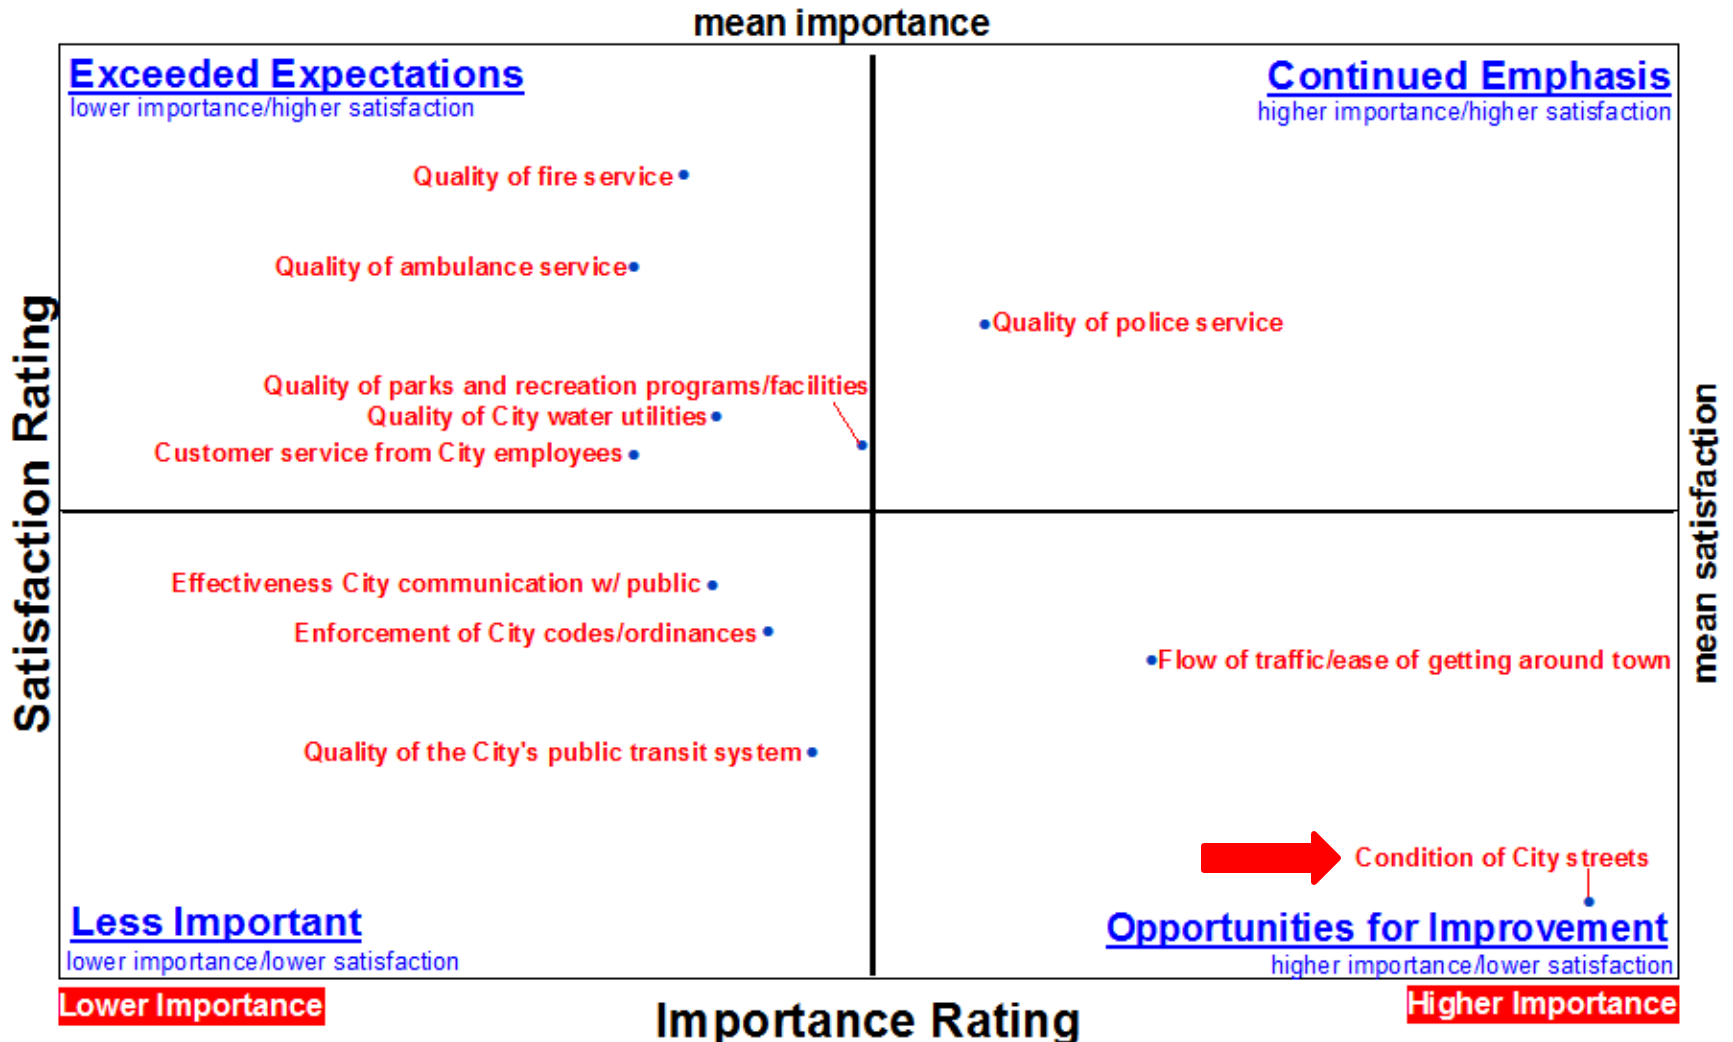 mean importance
Exceeded Expectations
lower importance/higher satisfaction
Continued Emphasis
higher importance/higher satisfaction
Quality of fire service
Quality of ambulance service
Quality of police service
Quality of parks and recreation programs/facilities
Quality of City water utilities
Customer service from City employees
Satisfaction Rating
mean satisfaction
Effectiveness City communication w/ public
Enforcement of City codes/ordinances
Flow of traffic/ease of getting around town
Quality of the City's public transit system
Condition of City streets
Less Important
lower importance/lower satisfaction
Opportunities for Improvement
higher importance/lower satisfaction
Lower Importance
Importance Rating
Higher Importance